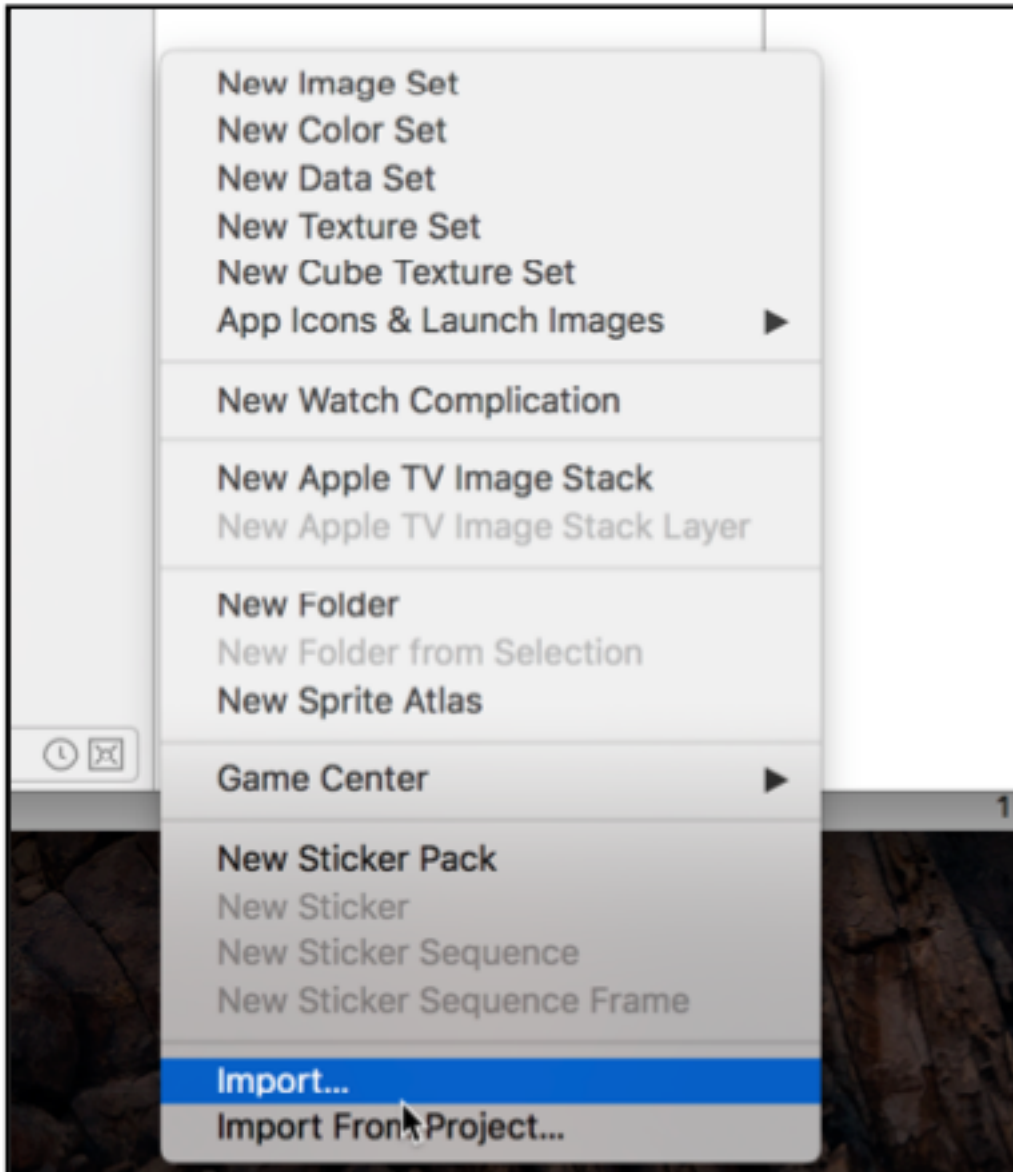 New Image Set
New Color Set
New Data Set
New Texture Set
New Cube Texture Set
App Icons & Launch Images
New Watch Complication
New Apple TV Image Stack
New Apple TV Image Stack Layer
New Folder
New Folder from Selection
New Sprite Atlas
Game Center
1
New Sticker Pack
New Sticker
New Sticker Sequence
New Sticker Sequence Frame
Import...
Import From Project...